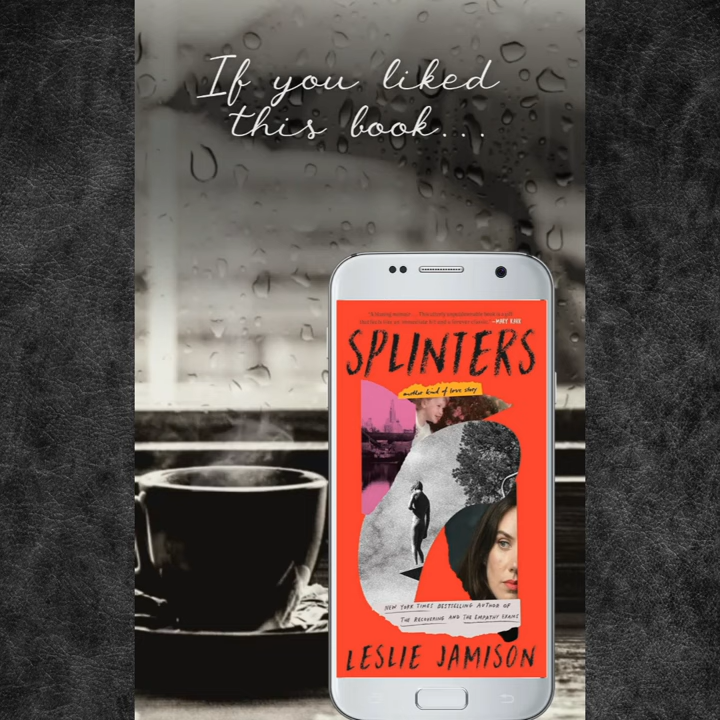 If you liked
this book...
SPLINTERS
another kind of love story
NEW YORK TIMES BESTSELLING AUTHOR OF
THE RECOVERING AND THE EMPATHY EXAMS
LESLIE JAMISON